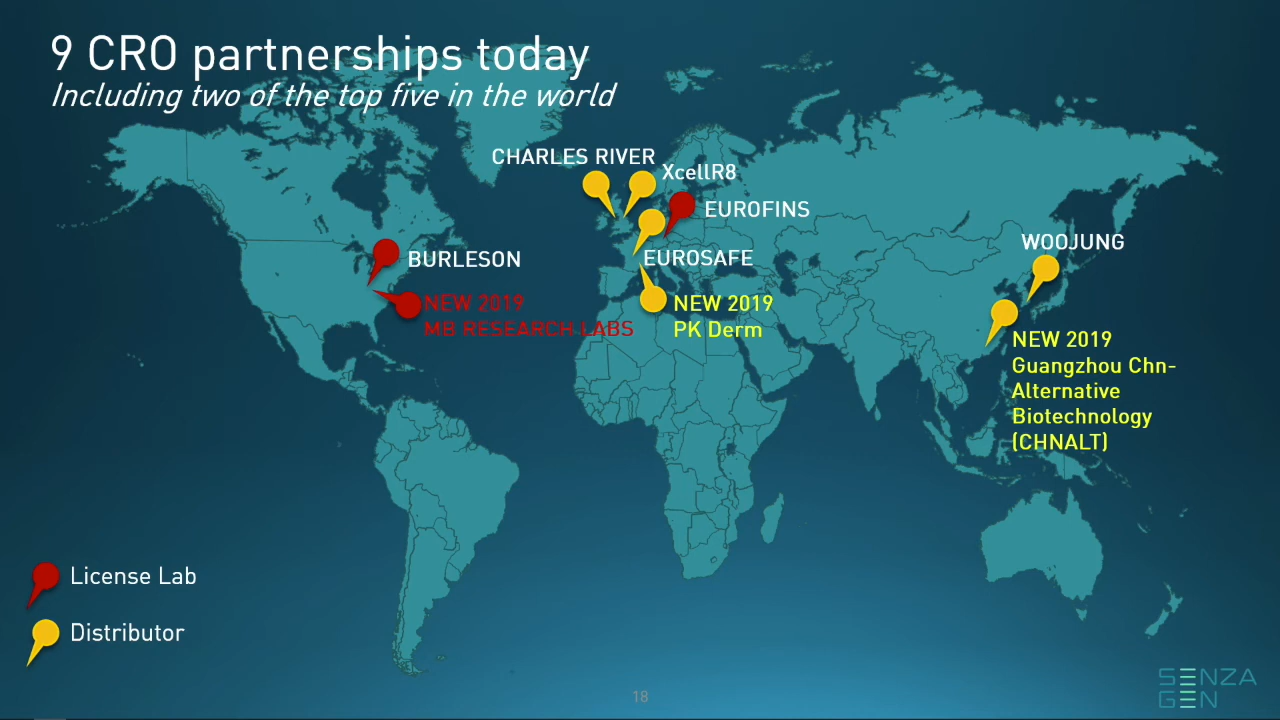 9 CRO partnerships today
Including two of the top five in the world
CHARLES RIVER
XcellR8
EUROFINS
EUROSAFE
BURLESON
NEW 2019
MB RESEARCH LABS
NEW 2019
PK Derm
WOOJUNG
NEW 2019
Guangzhou Chn-
Alternative
Biotechnology
(CHNALT)
License Lab
Distributor
18
SENZA
GEN